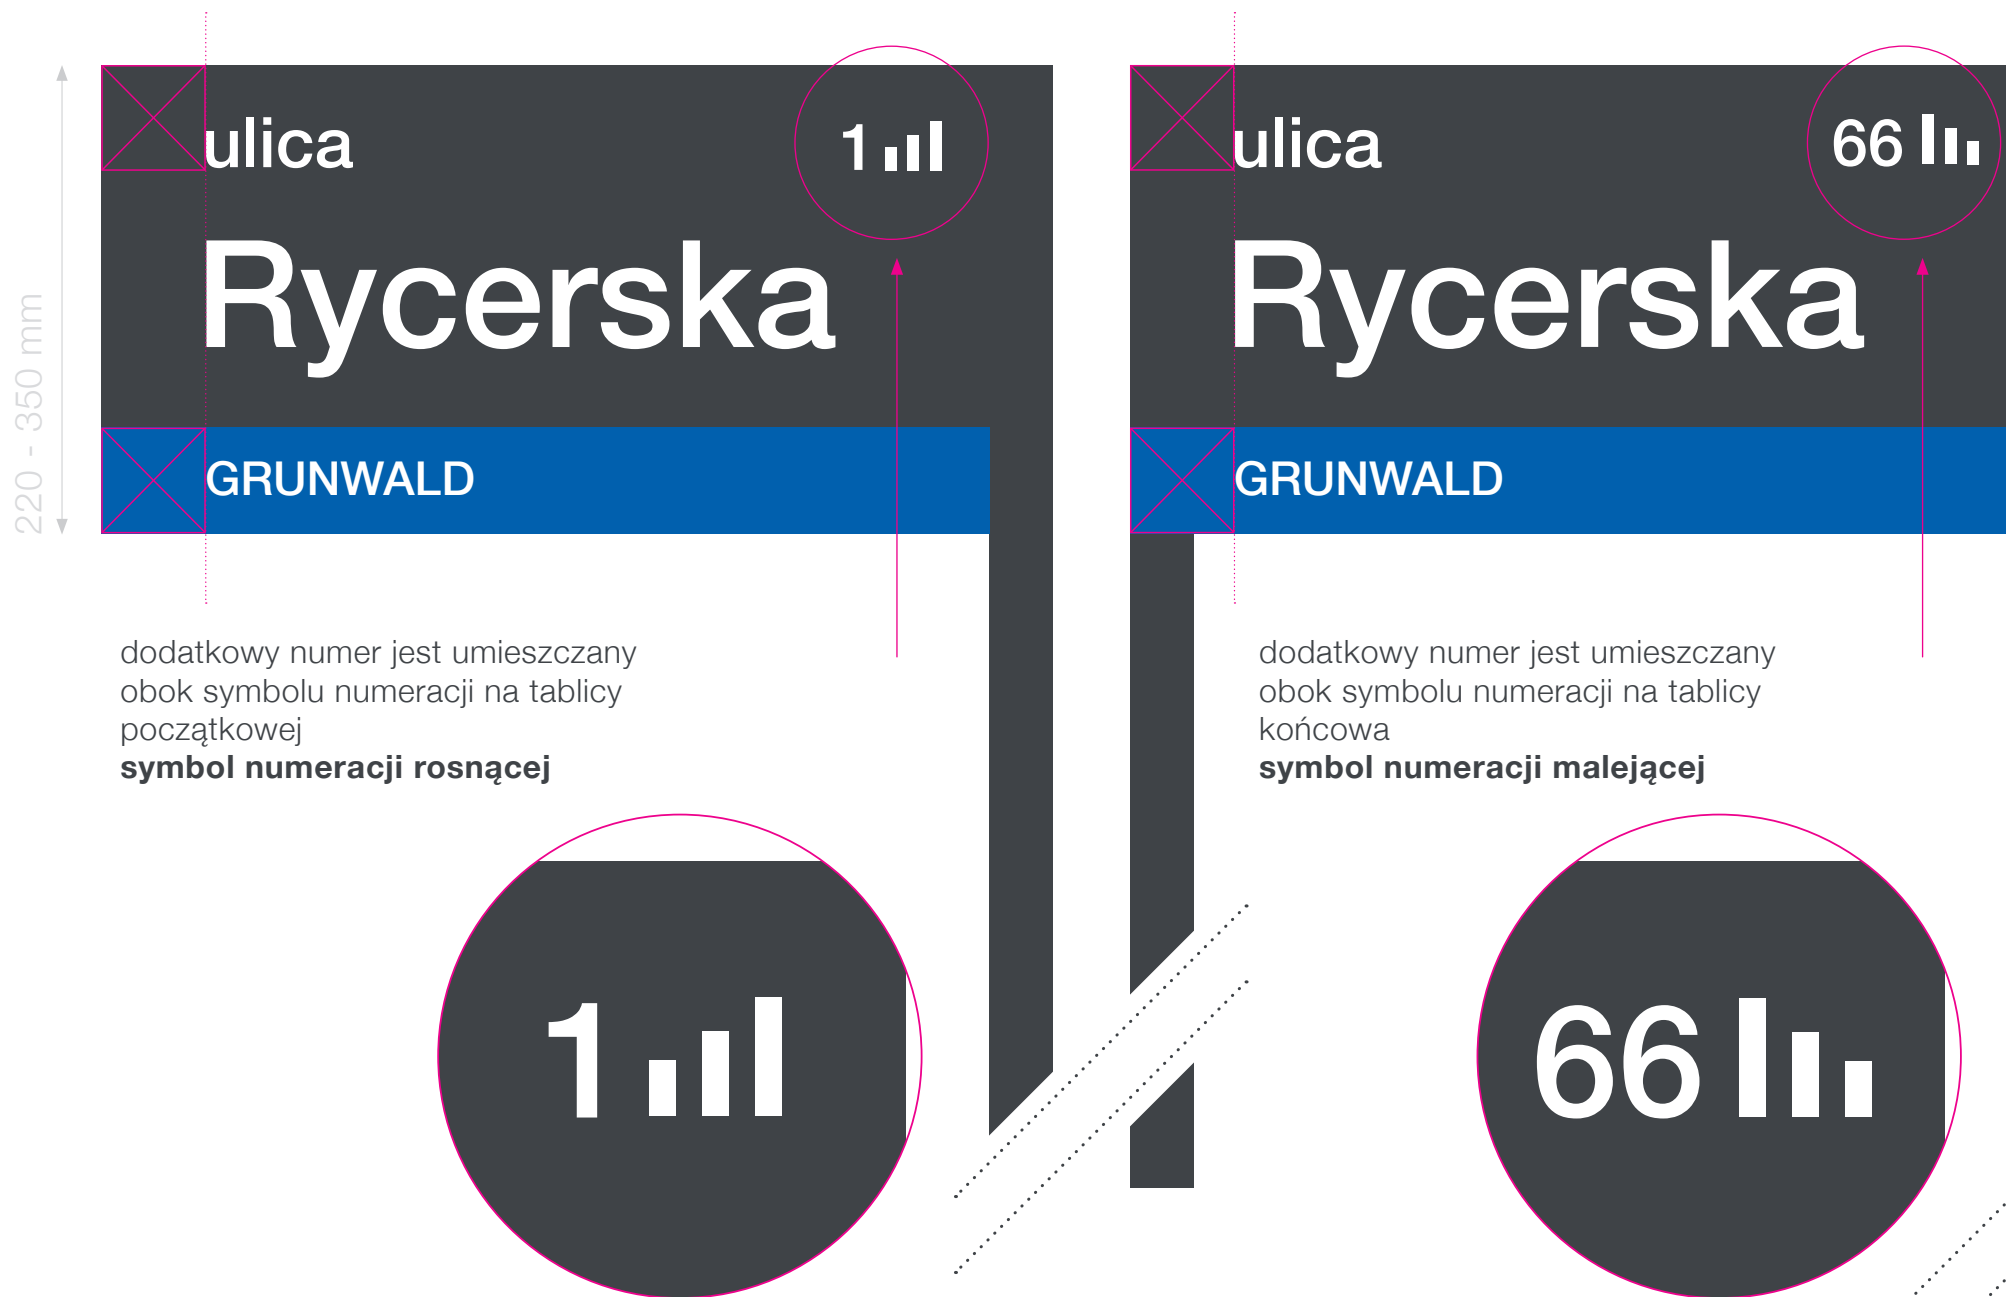 220 - 350 mm
ulica
1
Rycerska
GRUNWALD
dodatkowy numer jest umieszczany
obok symbolu numeracji na tablicy
początkowej
symbol numeracji rosnącej
1
ulica
66
Rycerska
GRUNWALD
dodatkowy numer jest umieszczany
obok symbolu numeracji na tablicy
końcowa
symbol numeracji malejącej
66